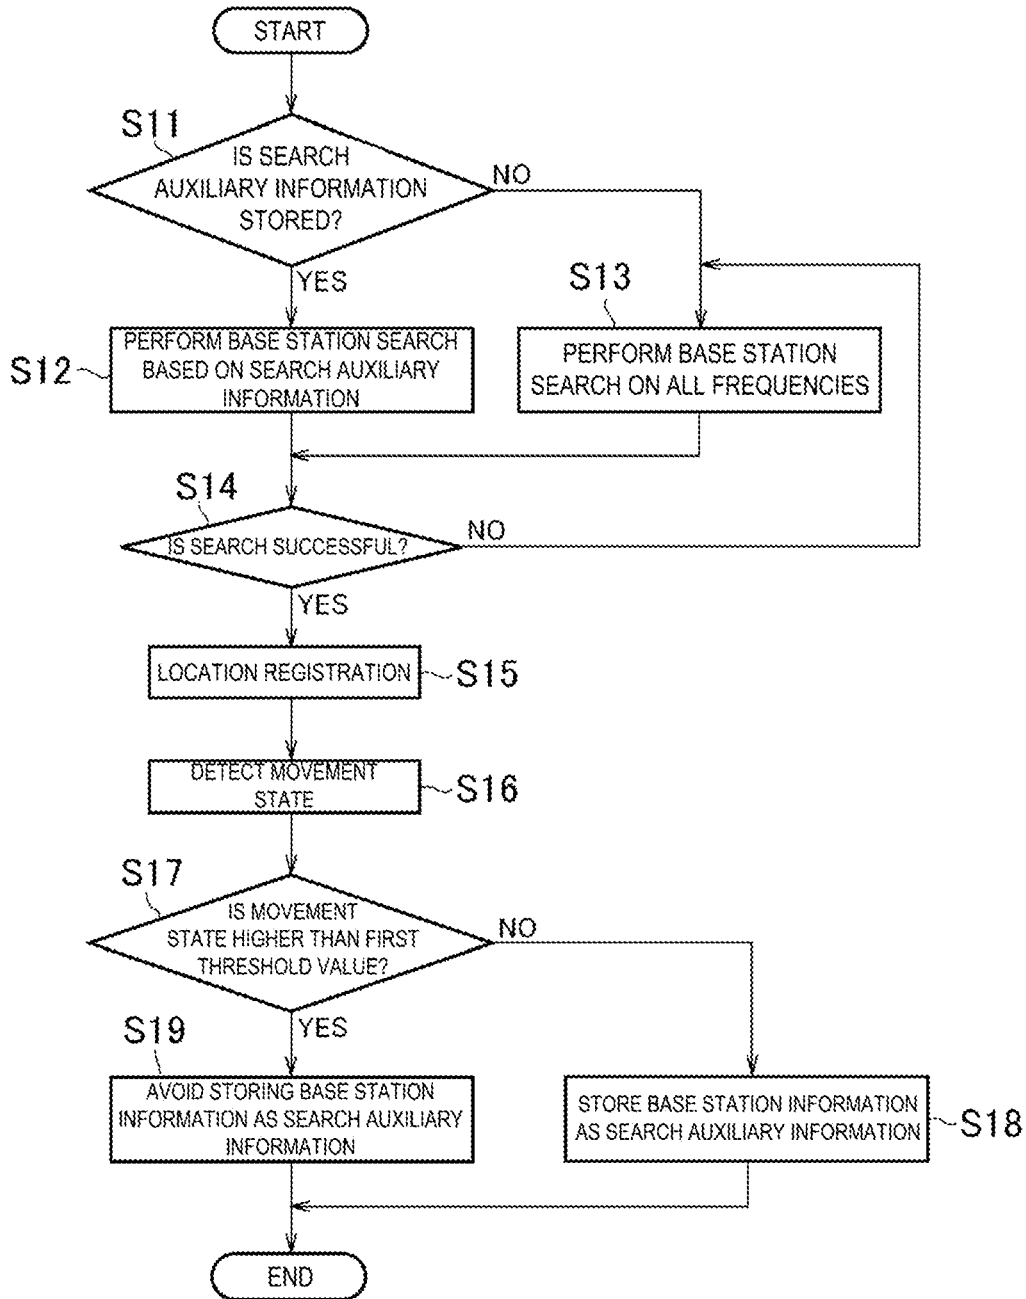 START
S11
IS SEARCH
AUXILIARY INFORMATION
STORED?
NO
YES
S12
PERFORM BASE STATION SEARCH
BASED ON SEARCH AUXILIARY
INFORMATION
S13
PERFORM BASE STATION
SEARCH ON ALL FREQUENCIES
S14
IS SEARCH SUCCESSFUL?
NO
YES
LOCATION REGISTRATION
S15
DETECT MOVEMENT
STATE
S16
S17
IS MOVEMENT
STATE HIGHER THAN FIRST
THRESHOLD VALUE?
NO
YES
S19
AVOID STORING BASE STATION
INFORMATION AS SEARCH AUXILIARY
INFORMATION
STORE BASE STATION INFORMATION
AS SEARCH AUXILIARY INFORMATION
S18
END